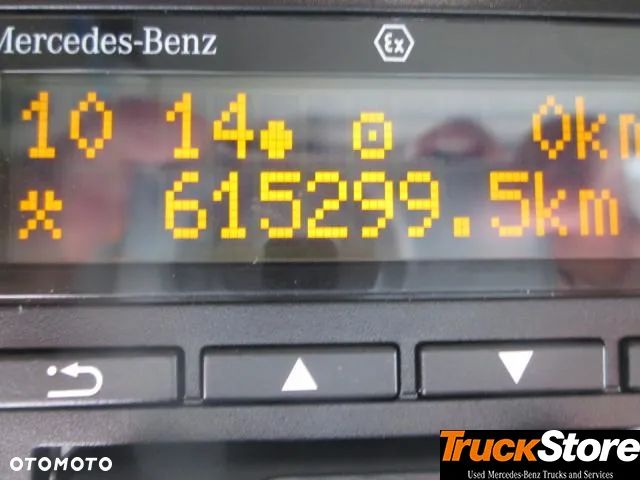 Mercedes-Benz Ex
10 14 0km
615299.5km
TruckStore
Used Mercedes-Benz Trucks and Services
OTOMOTO